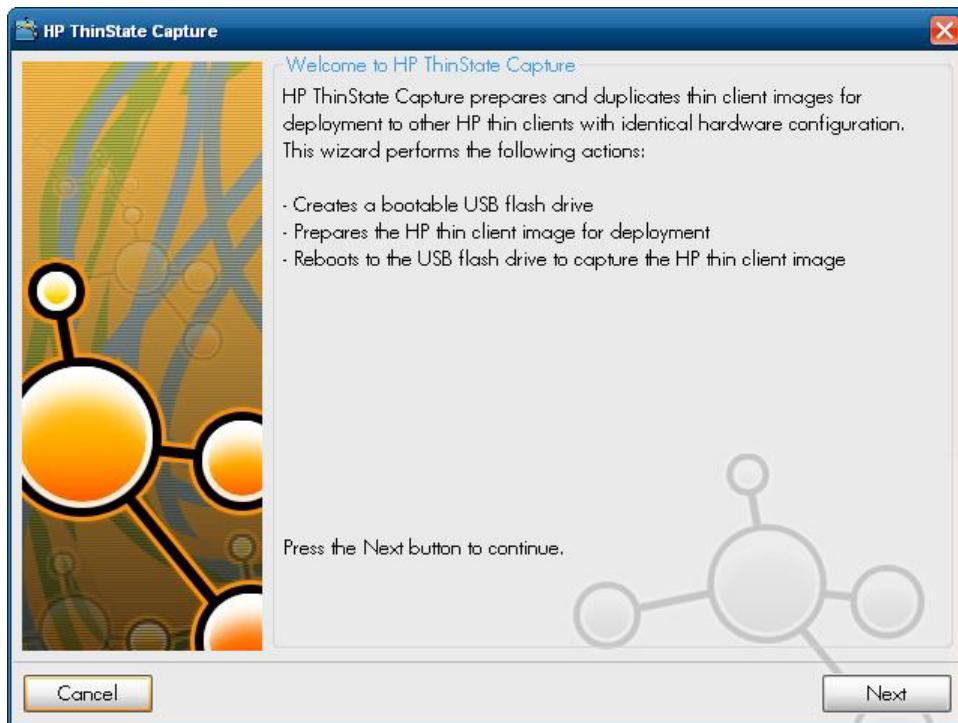 HP ThinState Capture
Welcome to HP ThinState Capture
HP ThinState Capture prepares and duplicates thin client images for
deployment to other HP thin clients with identical hardware configuration.
This wizard performs the following actions:
- Creates a bootable USB flash drive
- Prepares the HP thin client image for deployment
- Reboots to the USB flash drive to capture the HP thin client image
Press the Next button to continue.
Cancel
Next